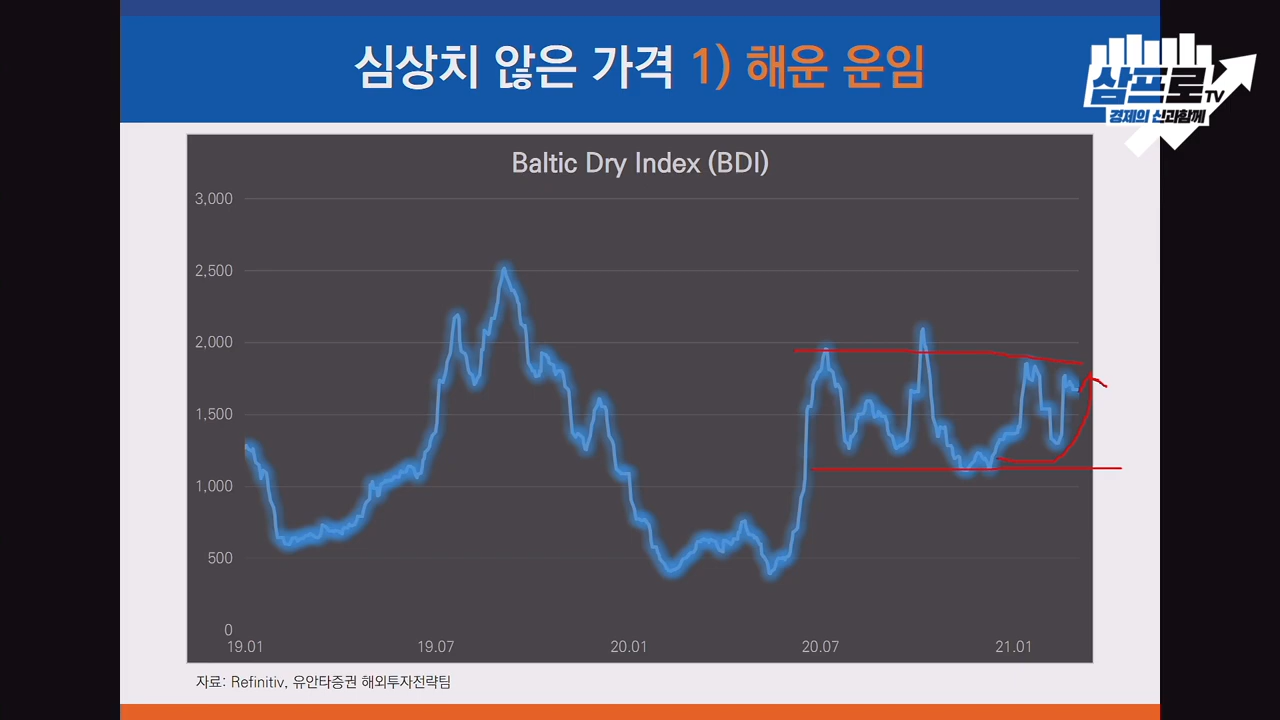 심상치 않은 가격 1) 해운 운임
삼프로TV
경제의 신과함께
Baltic Dry Index (BDI)
3,000
2,500
2,000
1,500
1,000
500
0
19.01 19.07 20.01 20.07 21.01
자료: Refinitiv, 유안타증권 해외투자전략팀